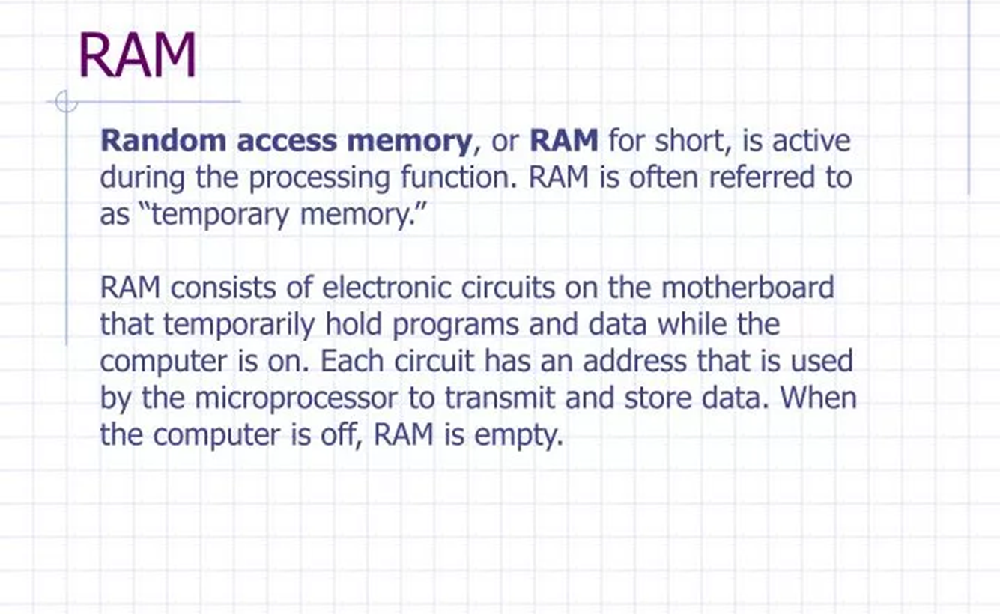 RAM
Random access memory, or RAM for short, is active
during the processing function. RAM is often referred to
as “temporary memory.”
RAM consists of electronic circuits on the motherboard
that temporarily hold programs and data while the
computer is on. Each circuit has an address that is used
by the microprocessor to transmit and store data. When
the computer is off, RAM is empty.